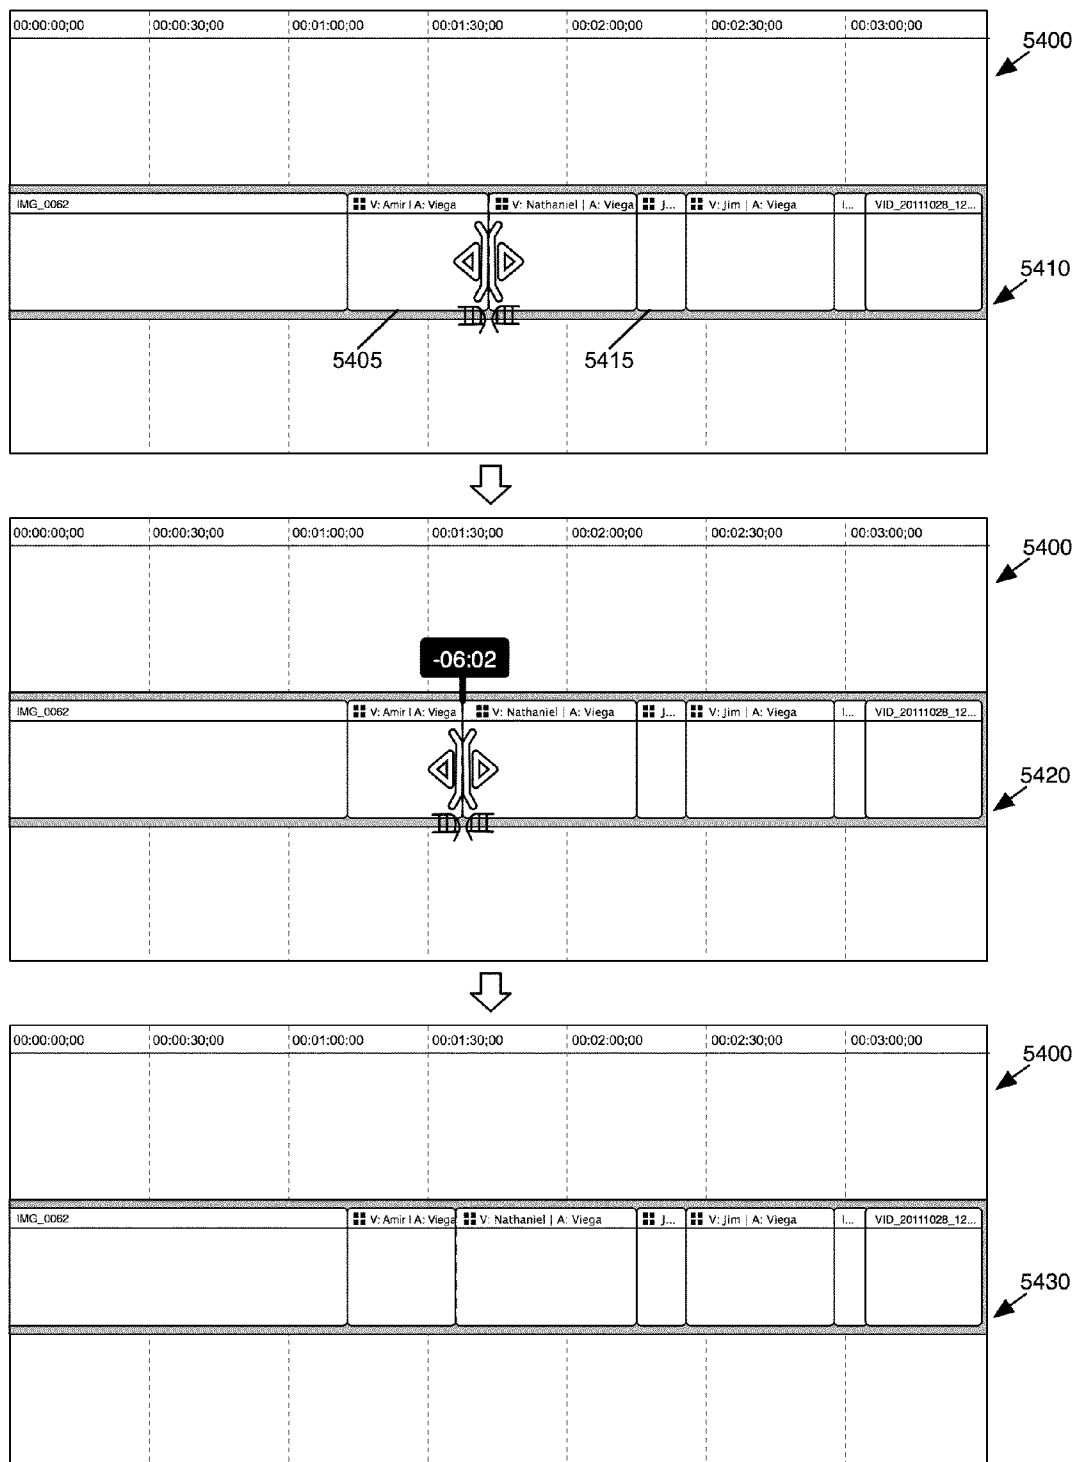 00:00:00;00 00:00:30;00 00:01:00;00 00:01:30;00 00:02:00;00 00:02:30;00 00:03:00;00
5400
IMG_0062 V: Amir | A: Viega V: Nathaniel | A: Viega J... V: Jim | A: Viega I... VID_20111028_12...
5410
5405 5415
00:00:00;00 00:00:30;00 00:01:00;00 00:01:30;00 00:02:00;00 00:02:30;00 00:03:00;00
5400
-06:02
IMG_0062 V: Amir | A: Viega V: Nathaniel | A: Viega J... V: Jim | A: Viega I... VID_20111028_12...
5420
00:00:00;00 00:00:30;00 00:01:00;00 00:01:30;00 00:02:00;00 00:02:30;00 00:03:00;00
5400
IMG_0062 V: Amir | A: Viega V: Nathaniel | A: Viega J... V: Jim | A: Viega I... VID_20111028_12...
5430